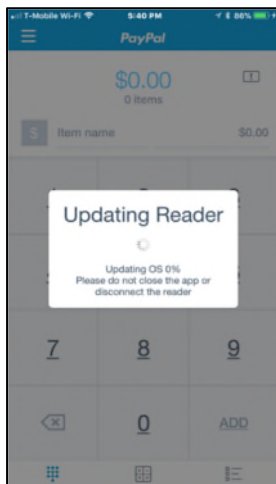 T-Mobile Wi-Fi 5:40 PM 86%
PayPal
$0.00
0 items
S Item name $0.00
Updating Reader
Updating OS 0%
Please do not close the app or
disconnect the reader
7 8 9
0 ADD